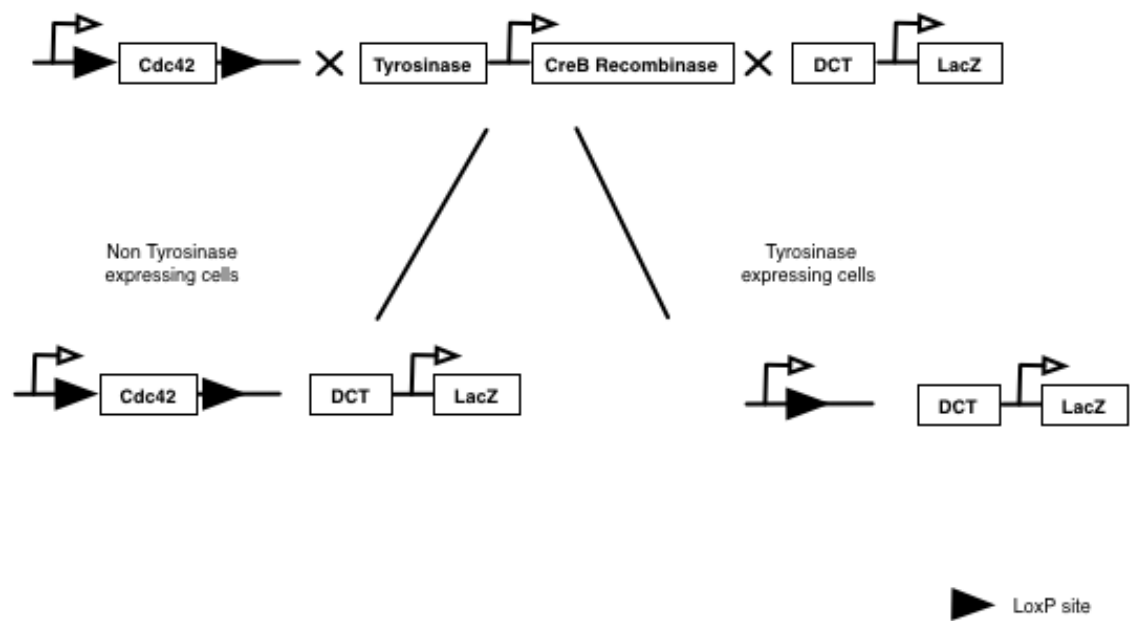 Cdc42
Tyrosinase
CreB Recombinase
DCT
LacZ
Non Tyrosinase
expressing cells
Tyrosinase
expressing cells
Cdc42
DCT
LacZ
DCT
LacZ
LoxP site